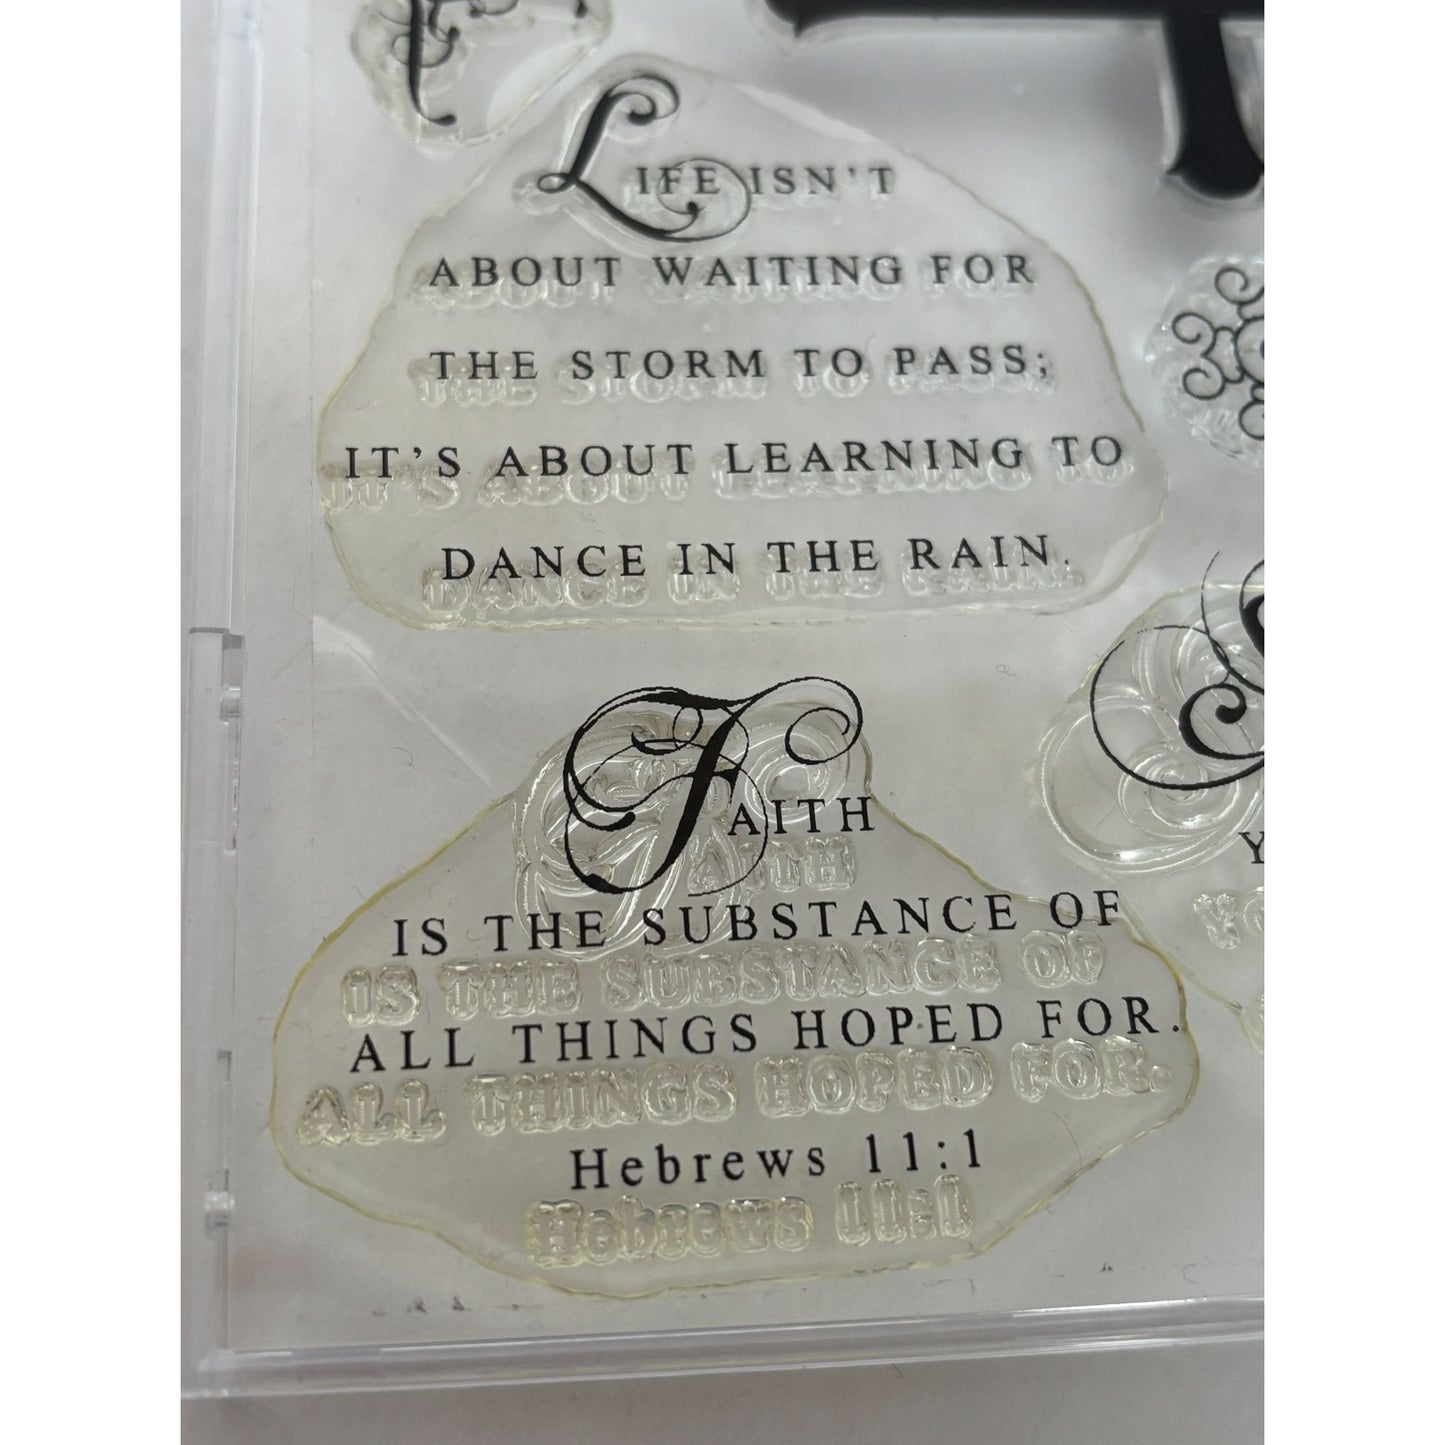 LIFE ISN'T
ABOUT WAITING FOR
THE STORM TO PASS;
IT'S ABOUT LEARNING TO
DANCE IN THE RAIN.
FAITH
IS THE SUBSTANCE OF
ALL THINGS HOPED FOR.
Hebrews 11:1